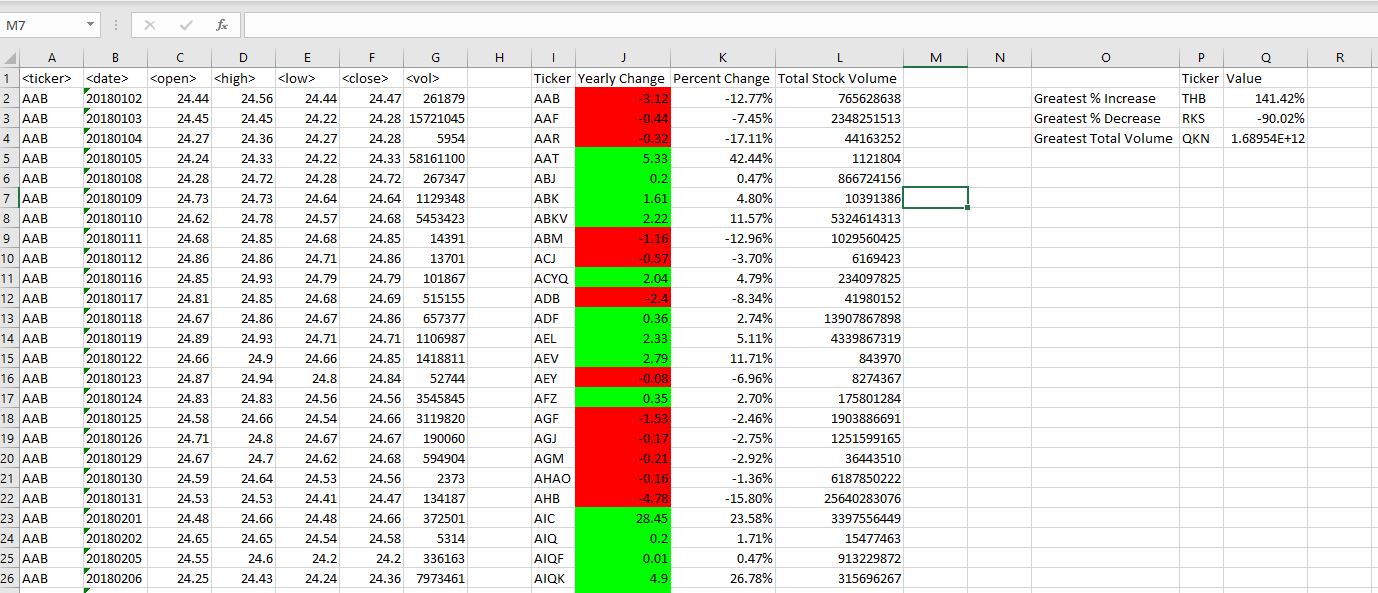 M7 fx
A B C D E F G H I J K L M N O P Q R
1 <ticker> <date> <open> <high> <low> <close> <vol> Ticker Yearly Change Percent Change Total Stock Volume Ticker Value
2 AAB 20180102 24.44 24.56 24.44 24.47 261879 AAB -3.12 -12.77% 765628638 Greatest % Increase THB 141.42%
3 AAB 20180103 24.45 24.45 24.22 24.28 15721045 AAF -0.44 -7.45% 2348251513 Greatest % Decrease RKS -90.02%
4 AAB 20180104 24.27 24.36 24.27 24.28 5954 AAR -0.32 -17.11% 44163252 Greatest Total Volume QKN 1.68954E+12
5 AAB 20180105 24.24 24.33 24.22 24.33 58161100 AAT 5.33 42.44% 1121804
6 AAB 20180108 24.28 24.72 24.28 24.72 267347 ABJ 0.2 0.47% 866724156
7 AAB 20180109 24.73 24.73 24.64 24.64 1129348 ABK 1.61 4.80% 10391386
8 AAB 20180110 24.62 24.78 24.57 24.68 5453423 ABKV 2.22 11.57% 5324614313
9 AAB 20180111 24.68 24.85 24.68 24.85 14391 ABM -1.16 -12.96% 1029560425
10 AAB 20180112 24.86 24.86 24.71 24.86 13701 ACJ -0.57 -3.70% 6169423
11 AAB 20180116 24.85 24.93 24.79 24.79 101867 ACYQ 2.04 4.79% 234097825
12 AAB 20180117 24.81 24.85 24.68 24.69 515155 ADB -2.4 -8.34% 41980152
13 AAB 20180118 24.67 24.86 24.67 24.86 657377 ADF 0.36 2.74% 13907867898
14 AAB 20180119 24.89 24.93 24.71 24.71 1106987 AEL 2.33 5.11% 4339867319
15 AAB 20180122 24.66 24.9 24.66 24.85 1418811 AEV 2.79 11.71% 843970
16 AAB 20180123 24.87 24.94 24.8 24.84 52744 AEY -0.08 -6.96% 8274367
17 AAB 20180124 24.83 24.83 24.56 24.56 3545845 AFZ 0.35 2.70% 175801284
18 AAB 20180125 24.58 24.66 24.54 24.66 3119820 AGF -1.53 -2.46% 1903886691
19 AAB 20180126 24.71 24.8 24.67 24.67 190060 AGJ -0.17 -2.75% 1251599165
20 AAB 20180129 24.67 24.7 24.62 24.68 594904 AGM -0.21 -2.92% 36443510
21 AAB 20180130 24.59 24.64 24.53 24.56 2373 AHAO -0.16 -1.36% 6187850222
22 AAB 20180131 24.53 24.53 24.41 24.47 134187 AHB -4.78 -15.80% 25640283076
23 AAB 20180201 24.48 24.66 24.48 24.66 372501 AIC 28.45 23.58% 3397556449
24 AAB 20180202 24.65 24.65 24.54 24.58 5314 AIQ 0.2 1.71% 15477463
25 AAB 20180205 24.55 24.6 24.2 24.2 336163 AIQF 0.01 0.47% 913229872
26 AAB 20180206 24.25 24.43 24.24 24.36 7973461 AIQK 4.9 26.78% 315696267